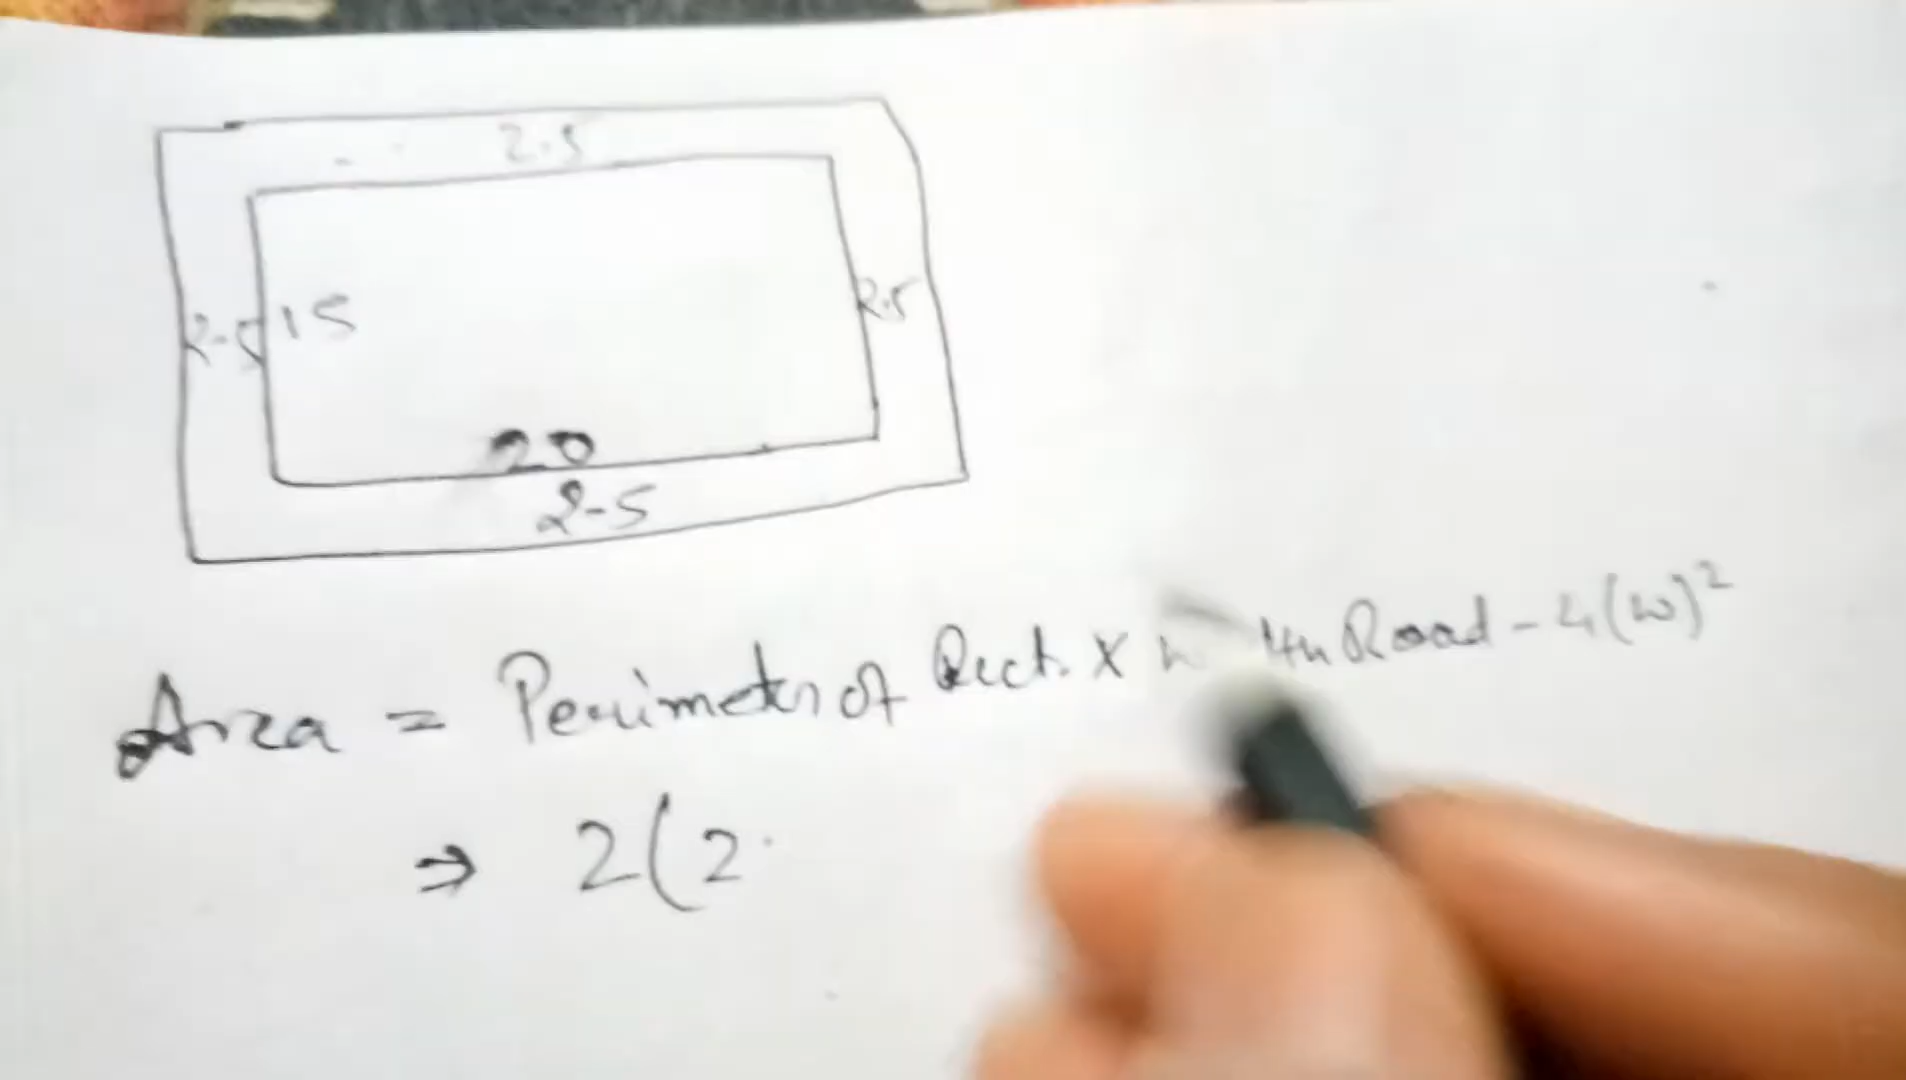 2.5
2-5 15 2.5
20
2-5
Area = Perimeter of Rect. x Road - 4(w)²
⇒ 2(2